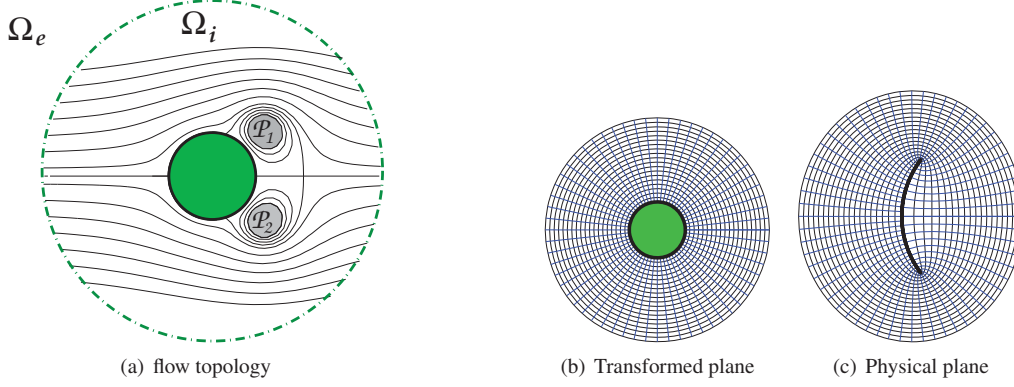 Ωₑ Ωᵢ
𝒫₁
𝒫₂
(a) flow topology
(b) Transformed plane
(c) Physical plane